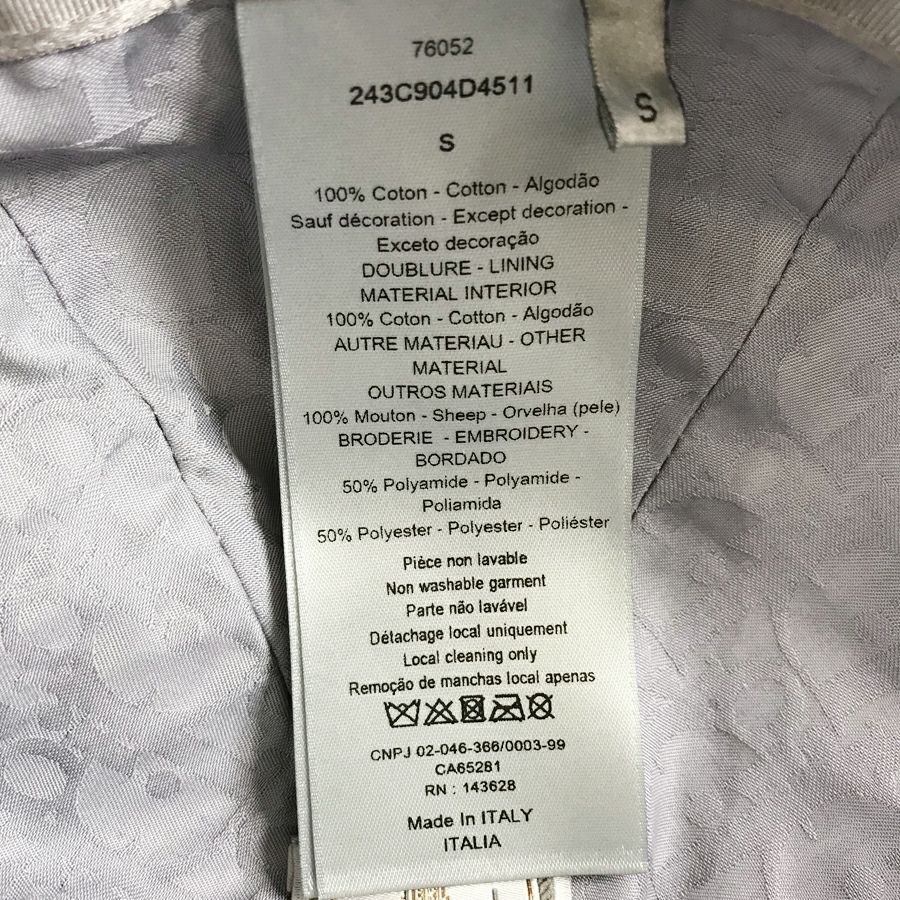 76052
243C904D4511
S
S
100% Coton - Cotton - Algodão
Sauf décoration - Except decoration -
Exceto decoração
DOUBLURE - LINING
MATERIAL INTERIOR
100% Coton - Cotton - Algodão
AUTRE MATERIAU - OTHER
MATERIAL
OUTROS MATERIAIS
100% Mouton - Sheep - Orvelha (pele)
BRODERIE - EMBROIDERY -
BORDADO
50% Polyamide - Polyamide -
Poliamida
50% Polyester - Polyester - Poliéster
Pièce non lavable
Non washable garment
Parte não lavável
Détachage local uniquement
Local cleaning only
Remoção de manchas local apenas
CNPJ 02-046-366/0003-99
CA65281
RN : 143628
Made In ITALY
ITALIA